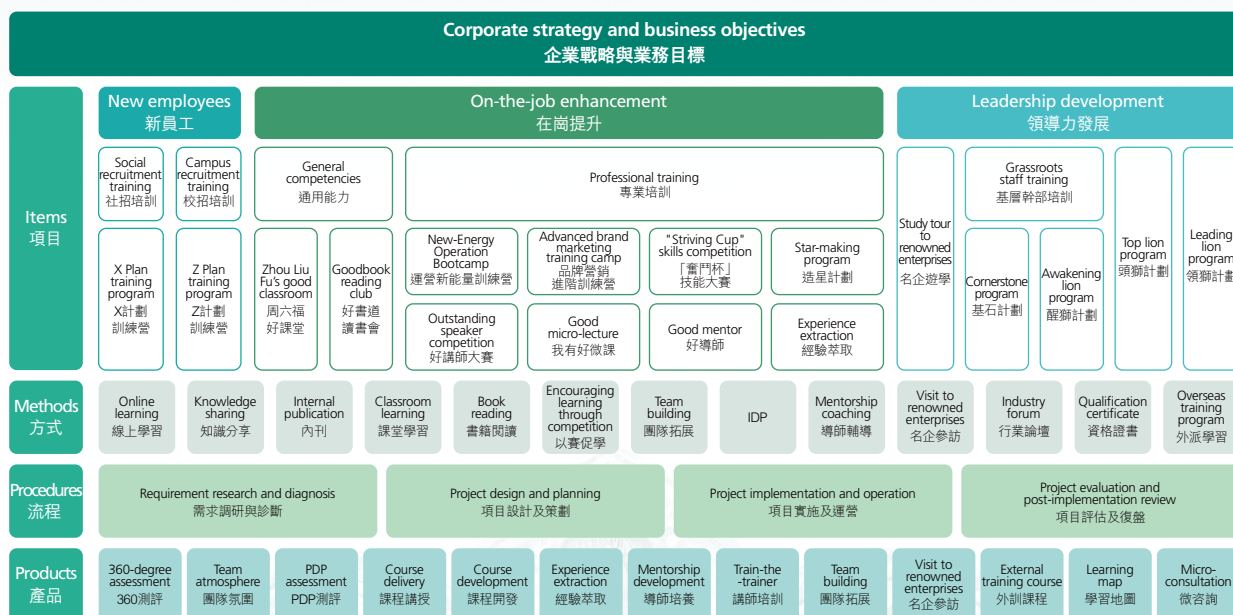 Corporate strategy and business objectives
企業戰略與業務目標
Items
項目
New employees
新員工
On-the-job enhancement
在崗提升
Leadership development
領導力發展
Social
recruitment
training
社招培訓
Campus
recruitment
training
校招培訓
General
competencies
通用能力
Professional training
專業培訓
Study tour
to
renowned
enterprises
名企遊學
Grassroots
staff training
基層幹部培訓
Top lion
program
頭獅計劃
Leading
lion
program
領獅計劃
X Plan
training
program
X計劃
訓練營
Z Plan
training
program
Z計劃
訓練營
Zhou Liu
Fu's good
classroom
周六福
好課堂
Goodbook
reading
club
好書道
讀書會
New-Energy
Operation
Bootcamp
運營新能量訓練營
Advanced brand
marketing
training camp
品牌營銷
進階訓練營
"Striving Cup"
skills competition
「奮鬥杯」
技能大賽
Star-making
program
造星計劃
Outstanding
speaker
competition
好講師大賽
Good
micro-lecture
我有好微課
Good mentor
好導師
Experience
extraction
經驗萃取
Cornerstone
program
基石計劃
Awakening
lion program
醒獅計劃
Methods
方式
Online
learning
線上學習
Knowledge
sharing
知識分享
Internal
publication
內刊
Classroom
learning
課堂學習
Book
reading
書籍閱讀
Encouraging
learning
through
competition
以賽促學
Team
building
團隊拓展
IDP
Mentorship
coaching
導師輔導
Visit to
renowned
enterprises
名企參訪
Industry
forum
行業論壇
Qualification
certificate
資格證書
Overseas
training
program
外派學習
Procedures
流程
Requirement research and diagnosis
需求調研與診斷
Project design and planning
項目設計及策劃
Project implementation and operation
項目實施及運營
Project evaluation and
post-implementation review
項目評估及復盤
Products
產品
360-degree
assessment
360測評
Team
atmosphere
團隊氛圍
PDP
assessment
PDP測評
Course
delivery
課程講授
Course
development
課程開發
Experience
extraction
經驗萃取
Mentorship
development
導師培養
Train-the
-trainer
講師培訓
Team
building
團隊拓展
Visit to
renowned
enterprises
名企參訪
External
training course
外訓課程
Learning
map
學習地圖
Micro-
consultation
微咨詢